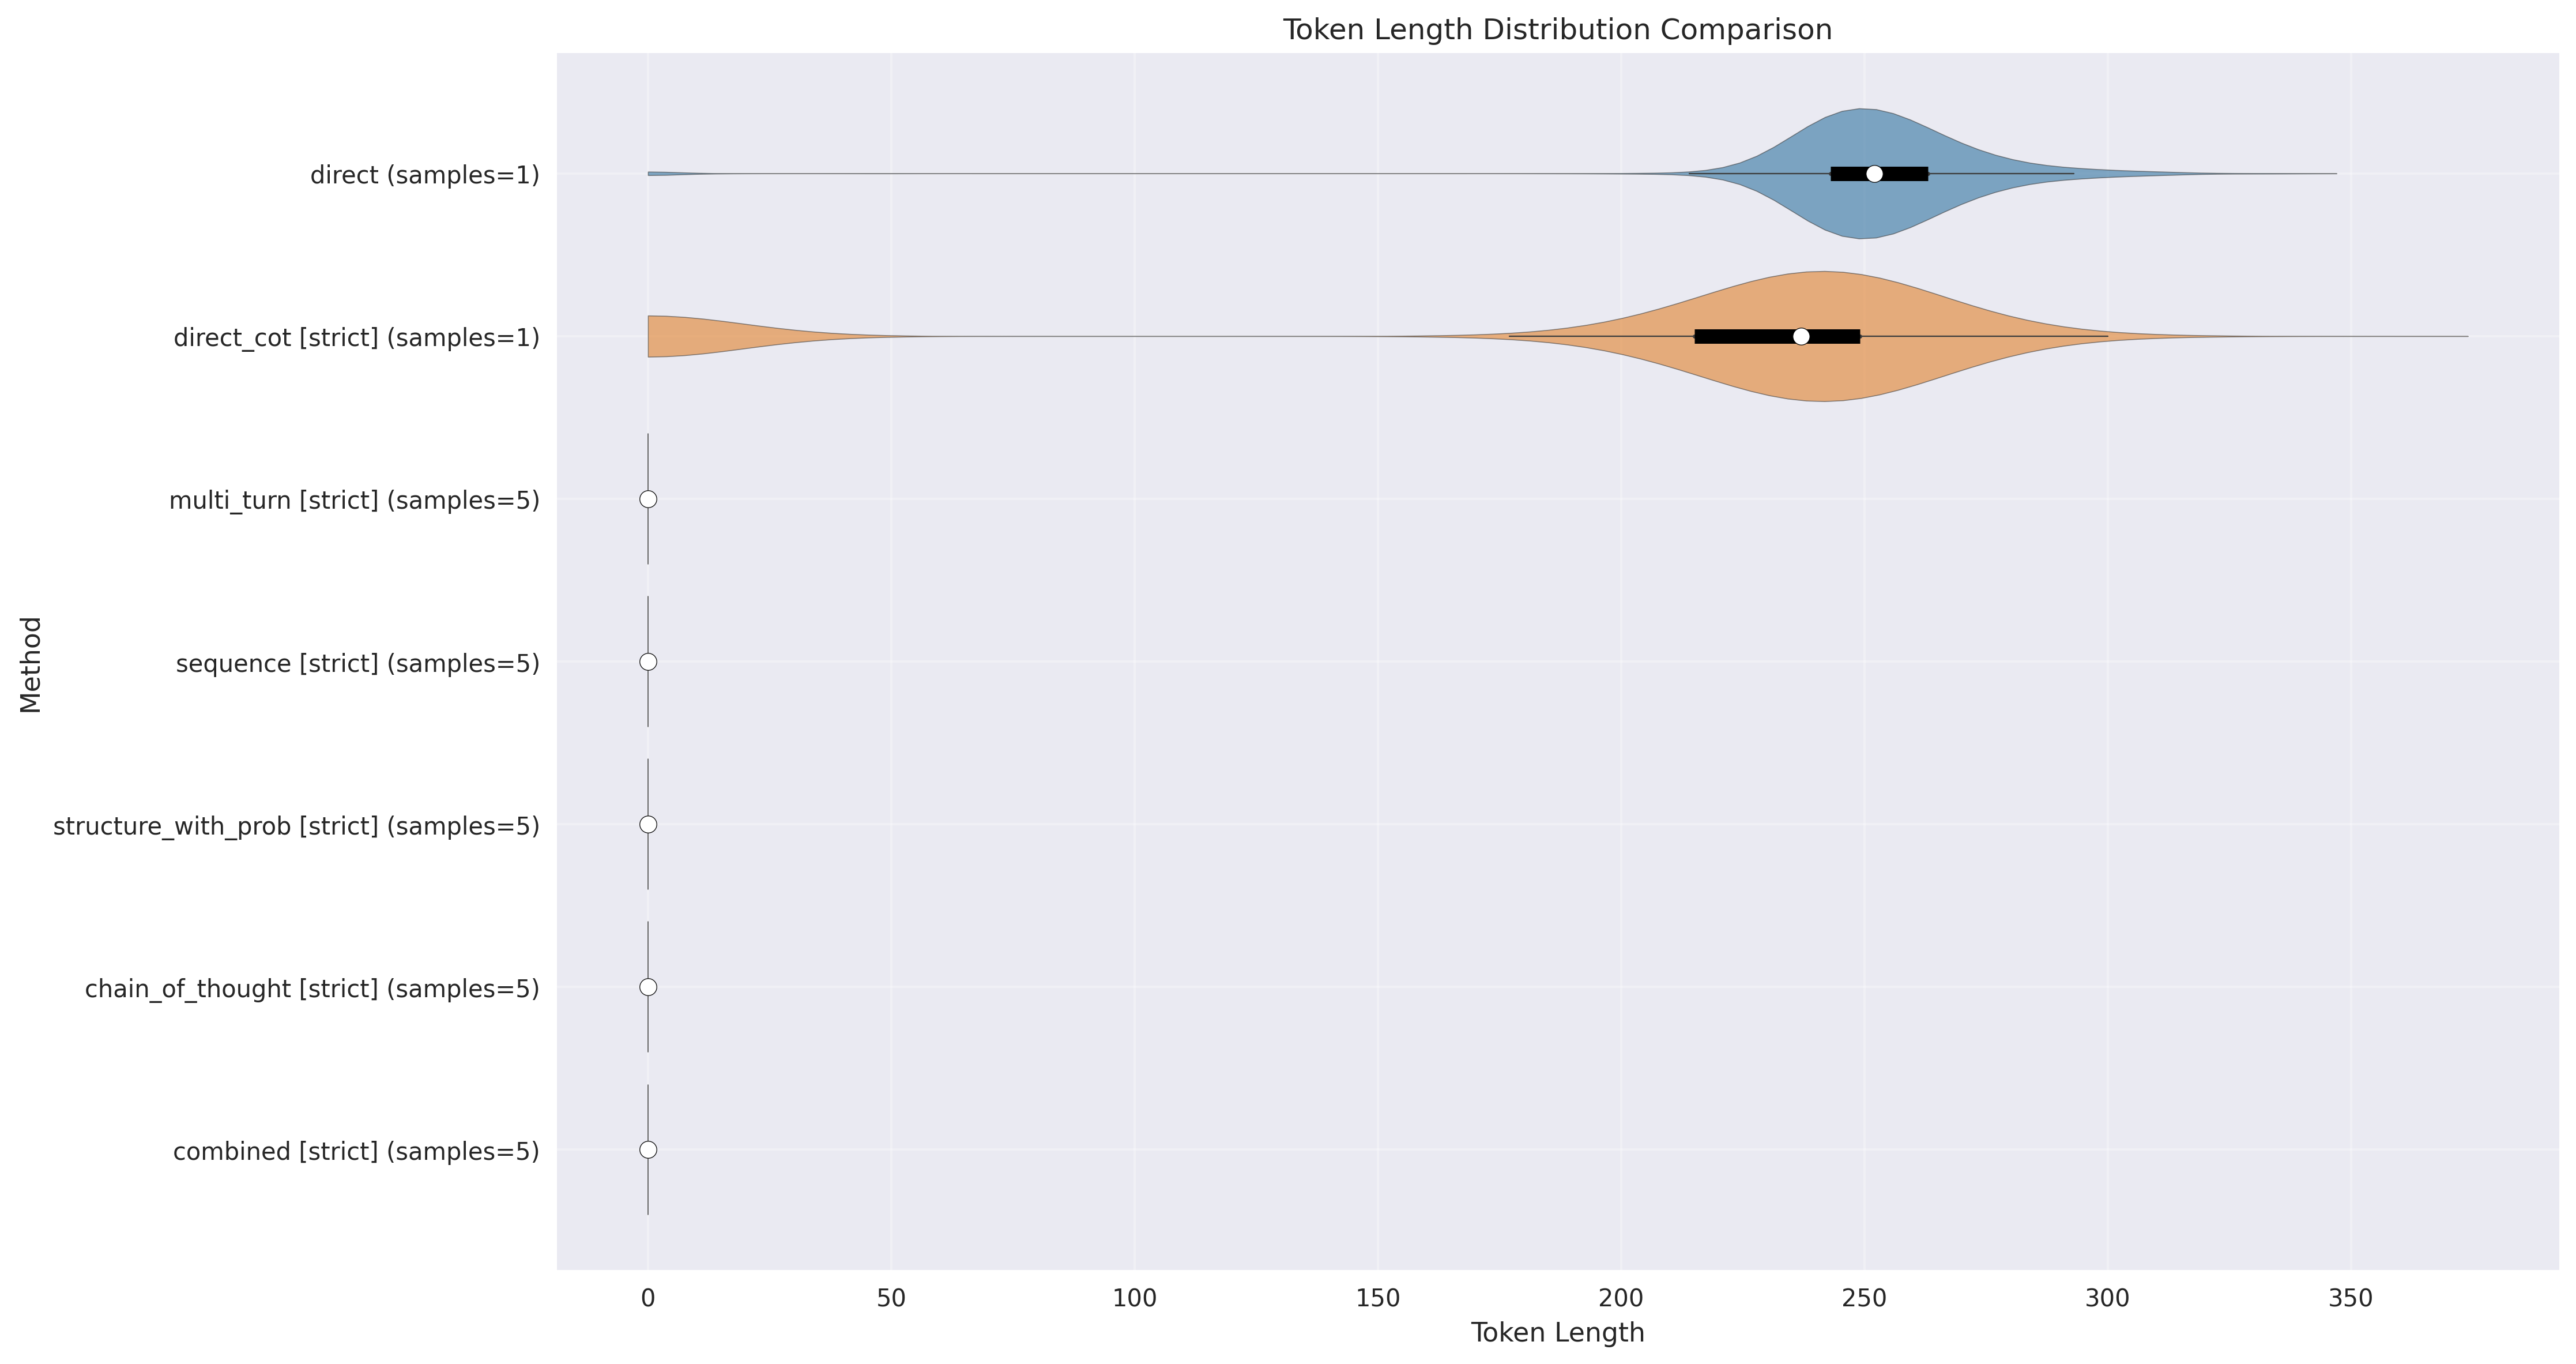 Token Length Distribution Comparison
direct (samples=1)
direct_cot [strict] (samples=1)
multi_turn [strict] (samples=5)
sequence [strict] (samples=5)
structure_with_prob [strict] (samples=5)
chain_of_thought [strict] (samples=5)
combined [strict] (samples=5)
Method
0 50 100 150 200 250 300 350
Token Length